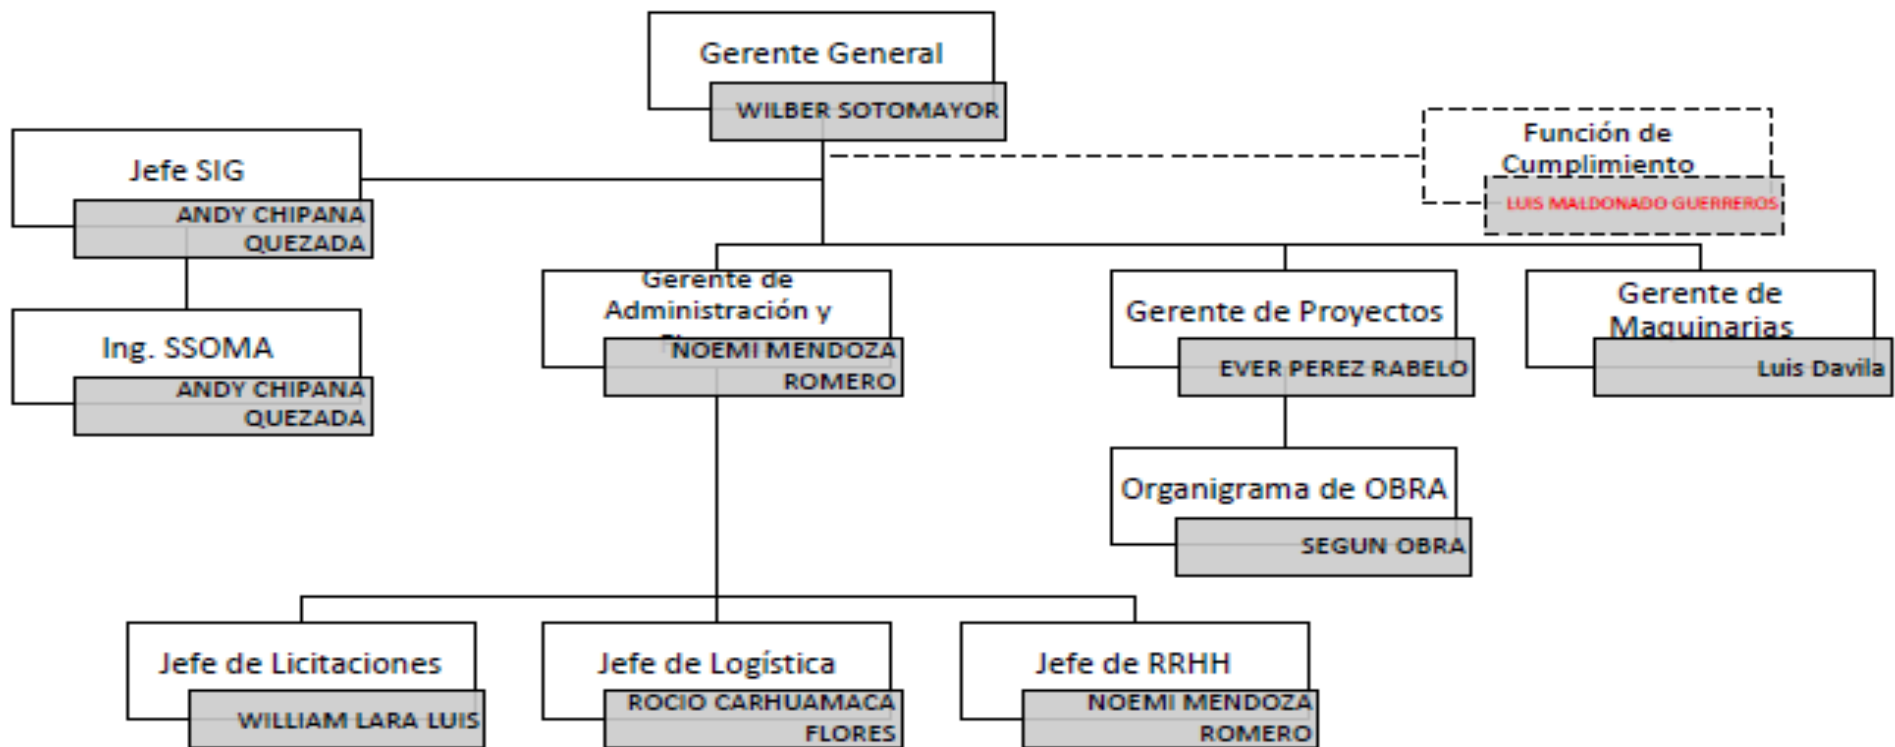 Gerente General
WILBER SOTOMAYOR
Función de
Cumplimiento
LUIS MALDONADO GUERREROS
Jefe SIG
ANDY CHIPANA
QUEZADA
Ing. SSOMA
ANDY CHIPANA
QUEZADA
Gerente de
Administración y
NOEMI MENDOZA
ROMERO
Gerente de Proyectos
EVER PEREZ RABELO
Gerente de
Maquinarias
Luis Davila
Organigrama de OBRA
SEGUN OBRA
Jefe de Licitaciones
WILLIAM LARA LUIS
Jefe de Logística
ROCIO CARHUAMACA
FLORES
Jefe de RRHH
NOEMI MENDOZA
ROMERO